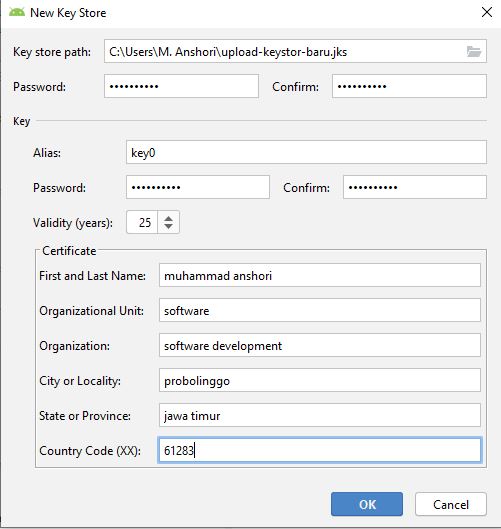 New Key Store
Key store path: C:\Users\M. Anshori\upload-keystor-baru.jks
Password: •••••••••• Confirm: ••••••••••
Key
Alias: key0
Password: •••••••••• Confirm: ••••••••••
Validity (years): 25
Certificate
First and Last Name: muhammad anshori
Organizational Unit: software
Organization: software development
City or Locality: probolinggo
State or Province: jawa timur
Country Code (XX): 61283
OK Cancel